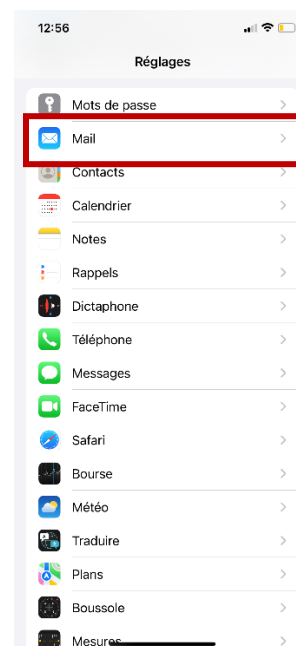 12:56
Réglages
Mots de passe
Mail
Contacts
Calendrier
Notes
Rappels
Dictaphone
Téléphone
Messages
FaceTime
Safari
Bourse
Météo
Traduire
Plans
Boussole
Mesures